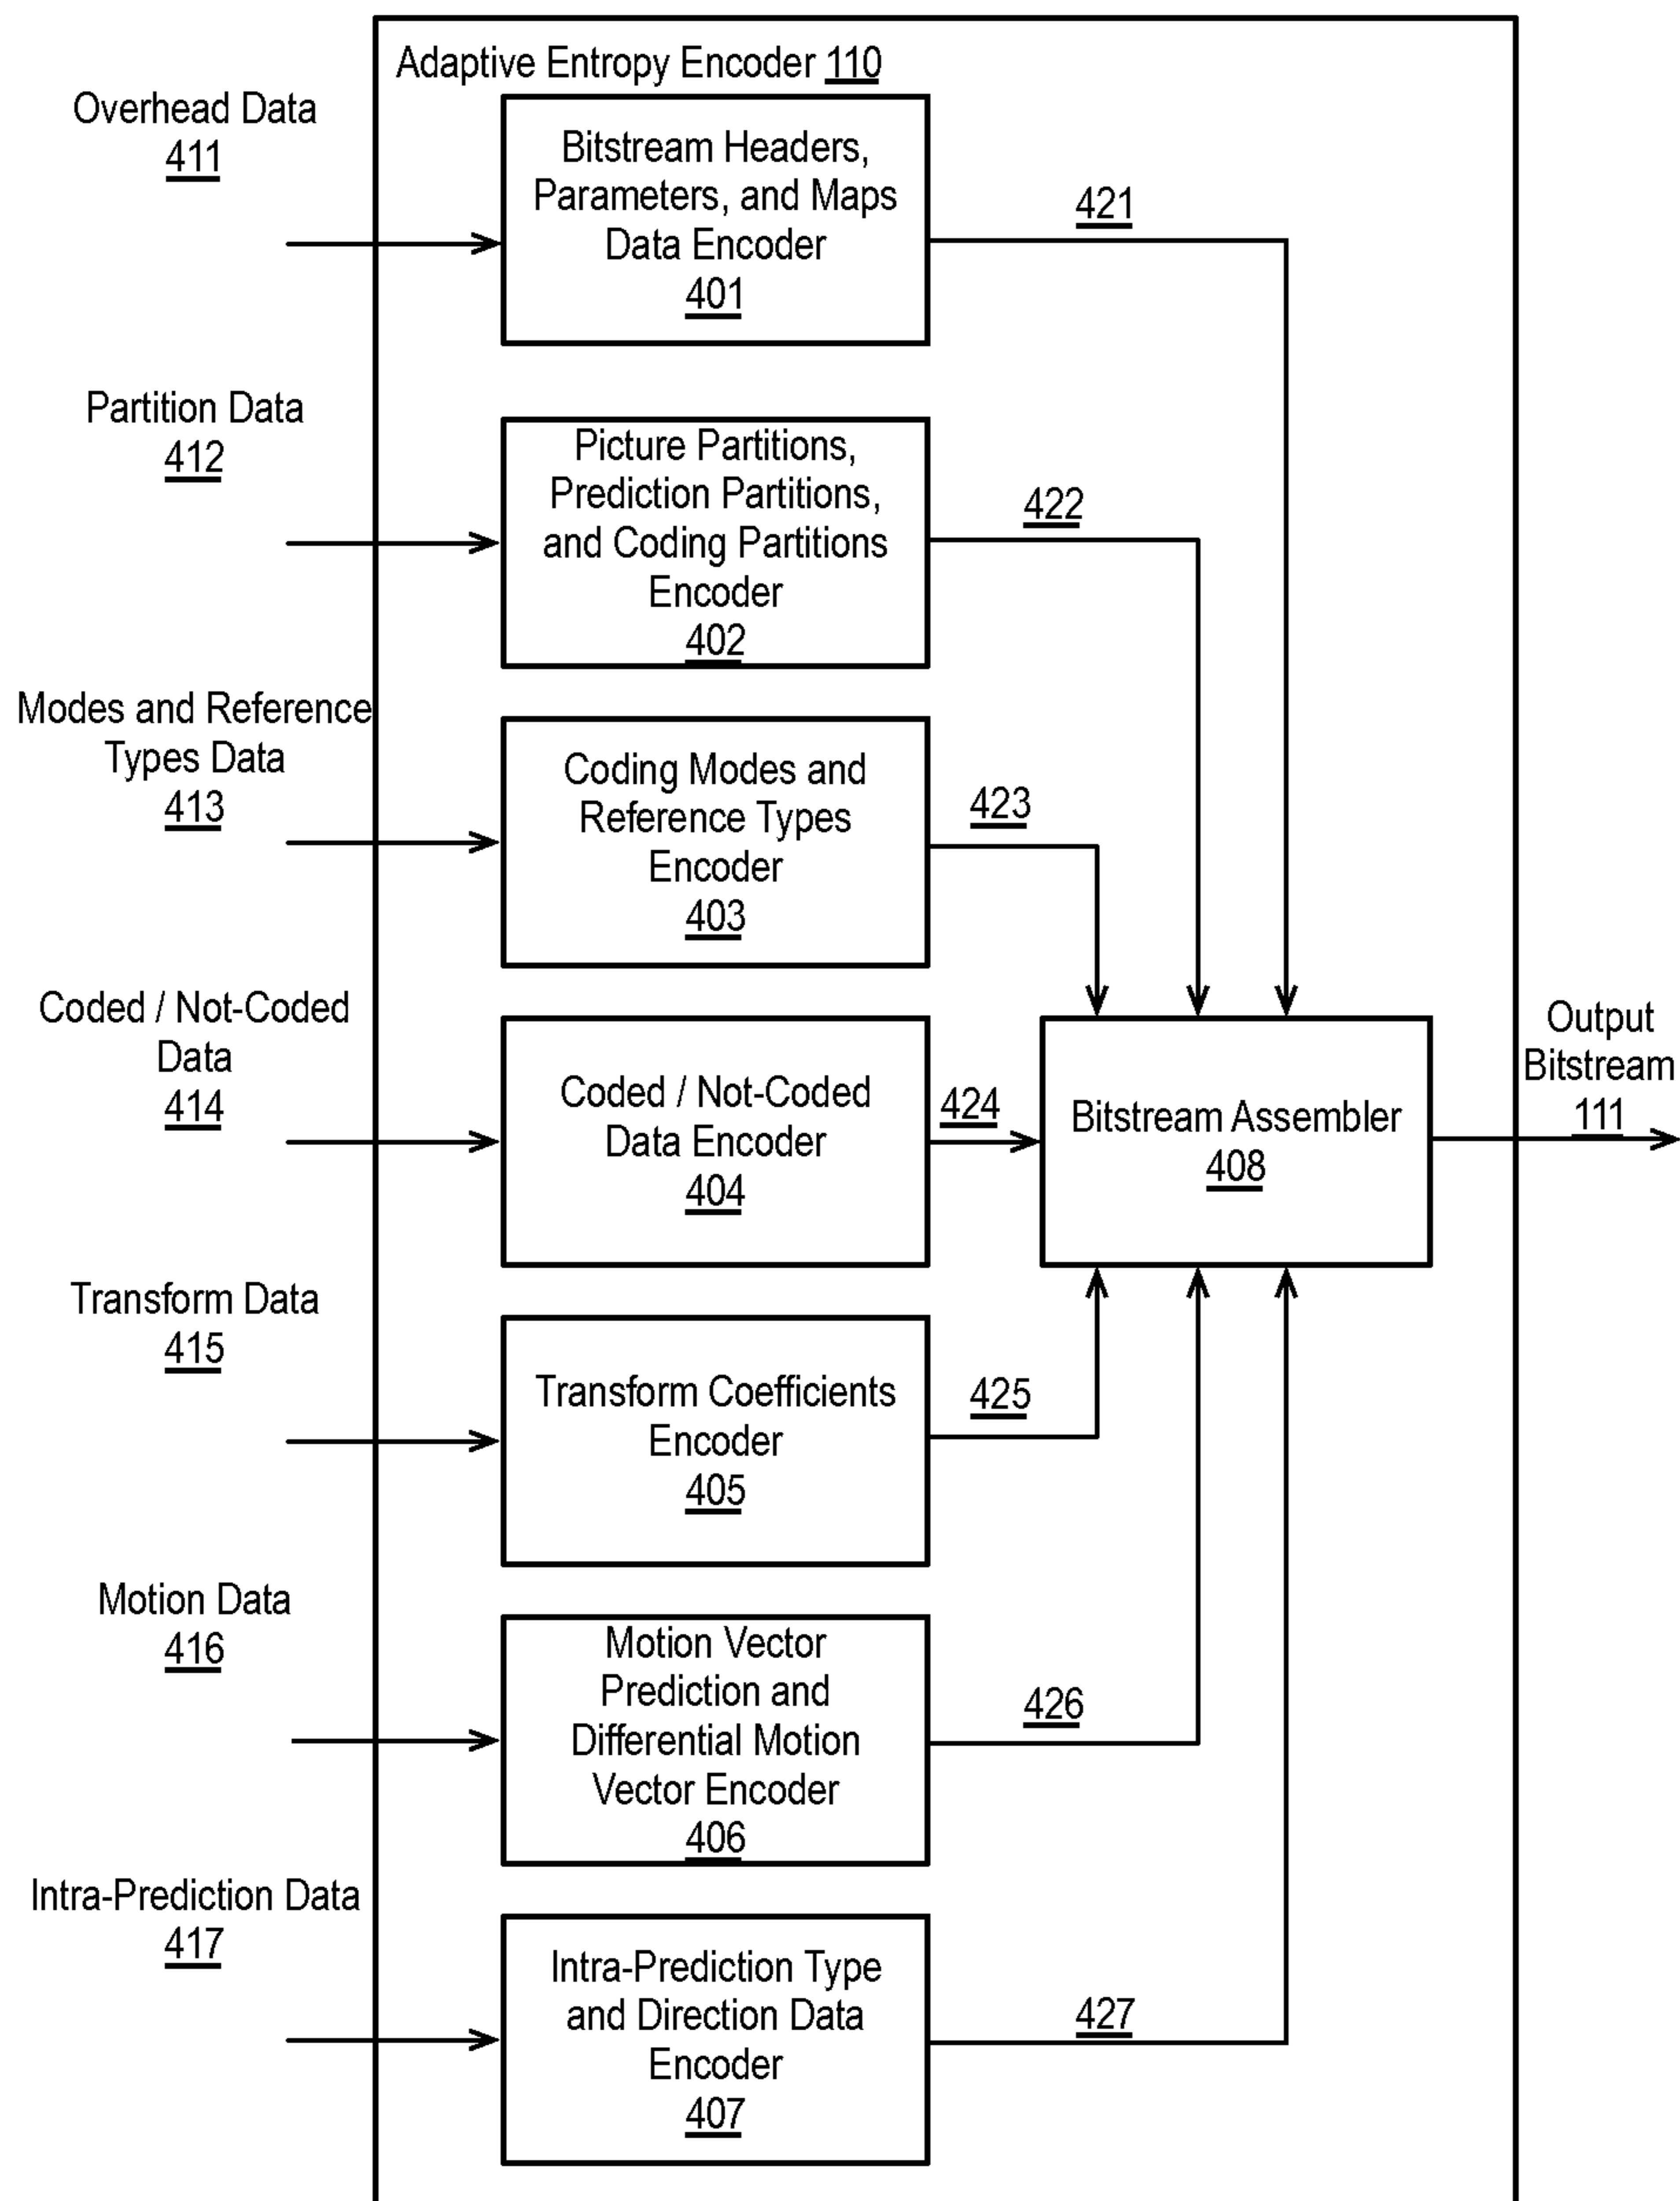 Adaptive Entropy Encoder 110
Overhead Data
411
Bitstream Headers,
Parameters, and Maps
Data Encoder
401
421
Partition Data
412
Picture Partitions,
Prediction Partitions,
and Coding Partitions
Encoder
402
422
Modes and Reference
Types Data
413
Coding Modes and
Reference Types
Encoder
403
423
Coded / Not-Coded
Data
414
Coded / Not-Coded
Data Encoder
404
424
Bitstream Assembler
408
Output
Bitstream
111
Transform Data
415
Transform Coefficients
Encoder
405
425
Motion Data
416
Motion Vector
Prediction and
Differential Motion
Vector Encoder
406
426
Intra-Prediction Data
417
Intra-Prediction Type
and Direction Data
Encoder
407
427